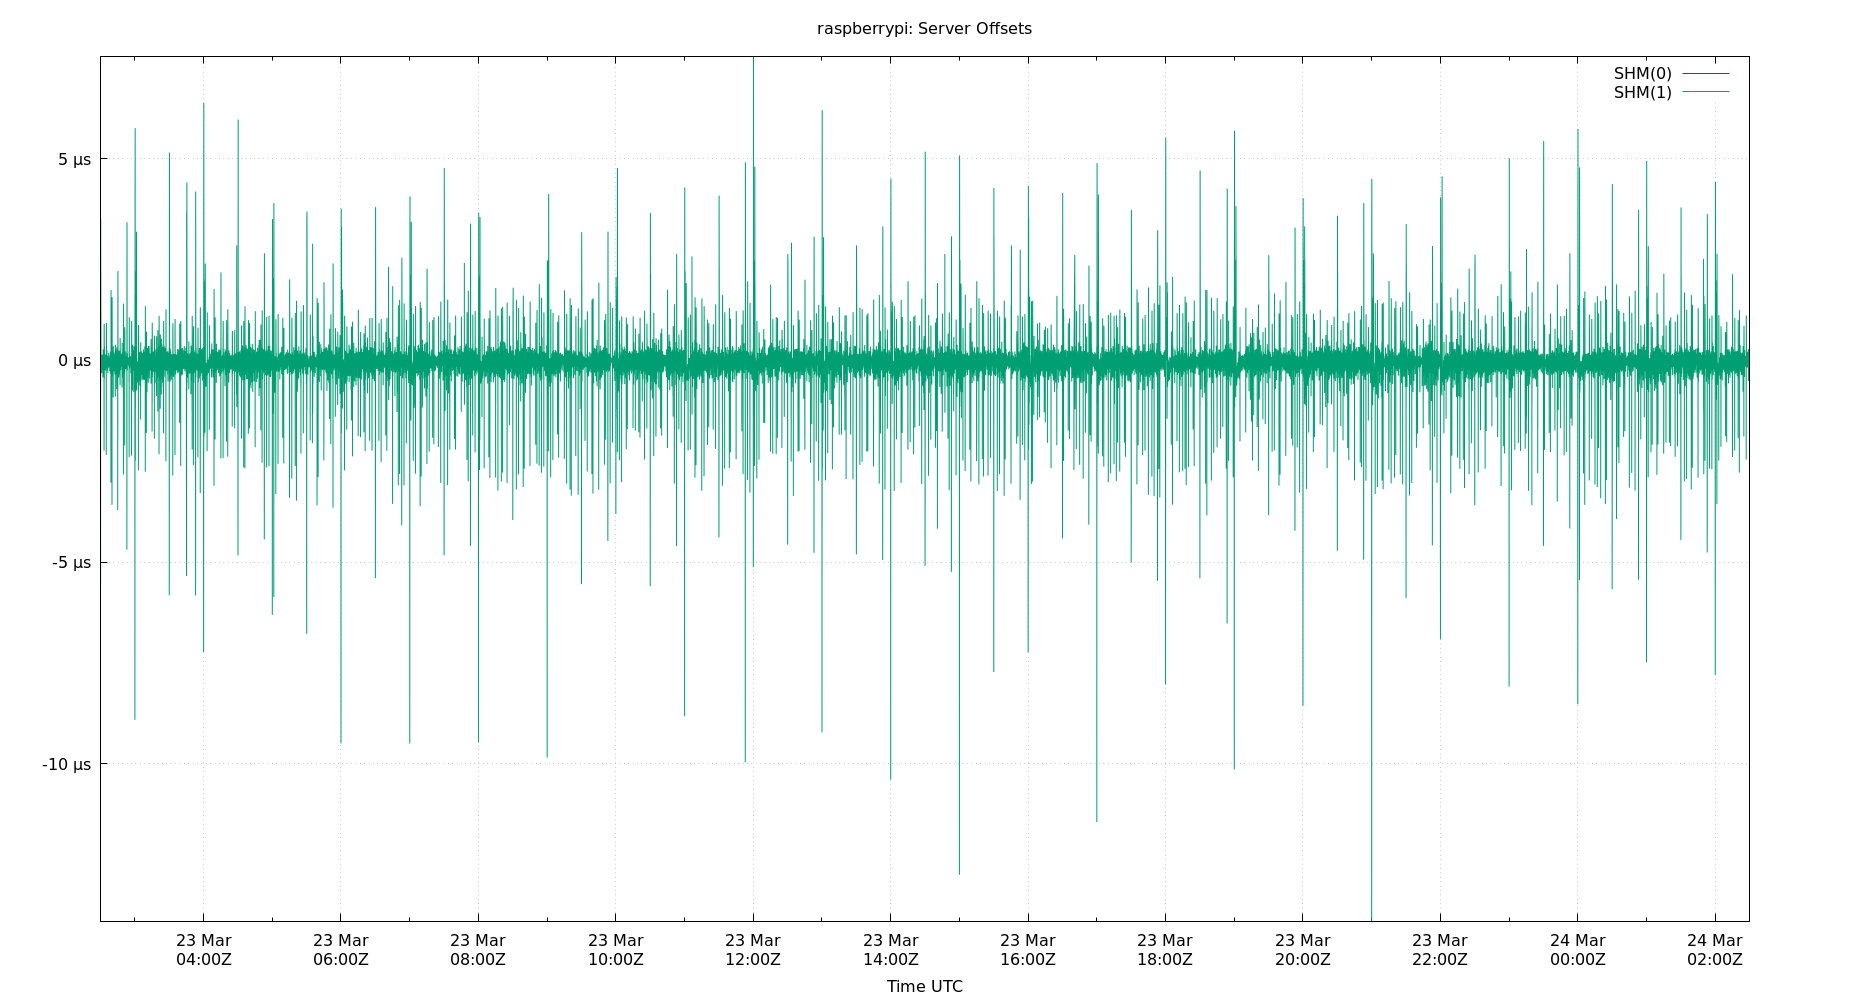 raspberrypi: Server Offsets
SHM(0)
SHM(1)
5 µs
0 µs
-5 µs
-10 µs
23 Mar 23 Mar 23 Mar 23 Mar 23 Mar 23 Mar 23 Mar 23 Mar 23 Mar 23 Mar 24 Mar 24 Mar
04:00Z 06:00Z 08:00Z 10:00Z 12:00Z 14:00Z 16:00Z 18:00Z 20:00Z 22:00Z 00:00Z 02:00Z
Time UTC